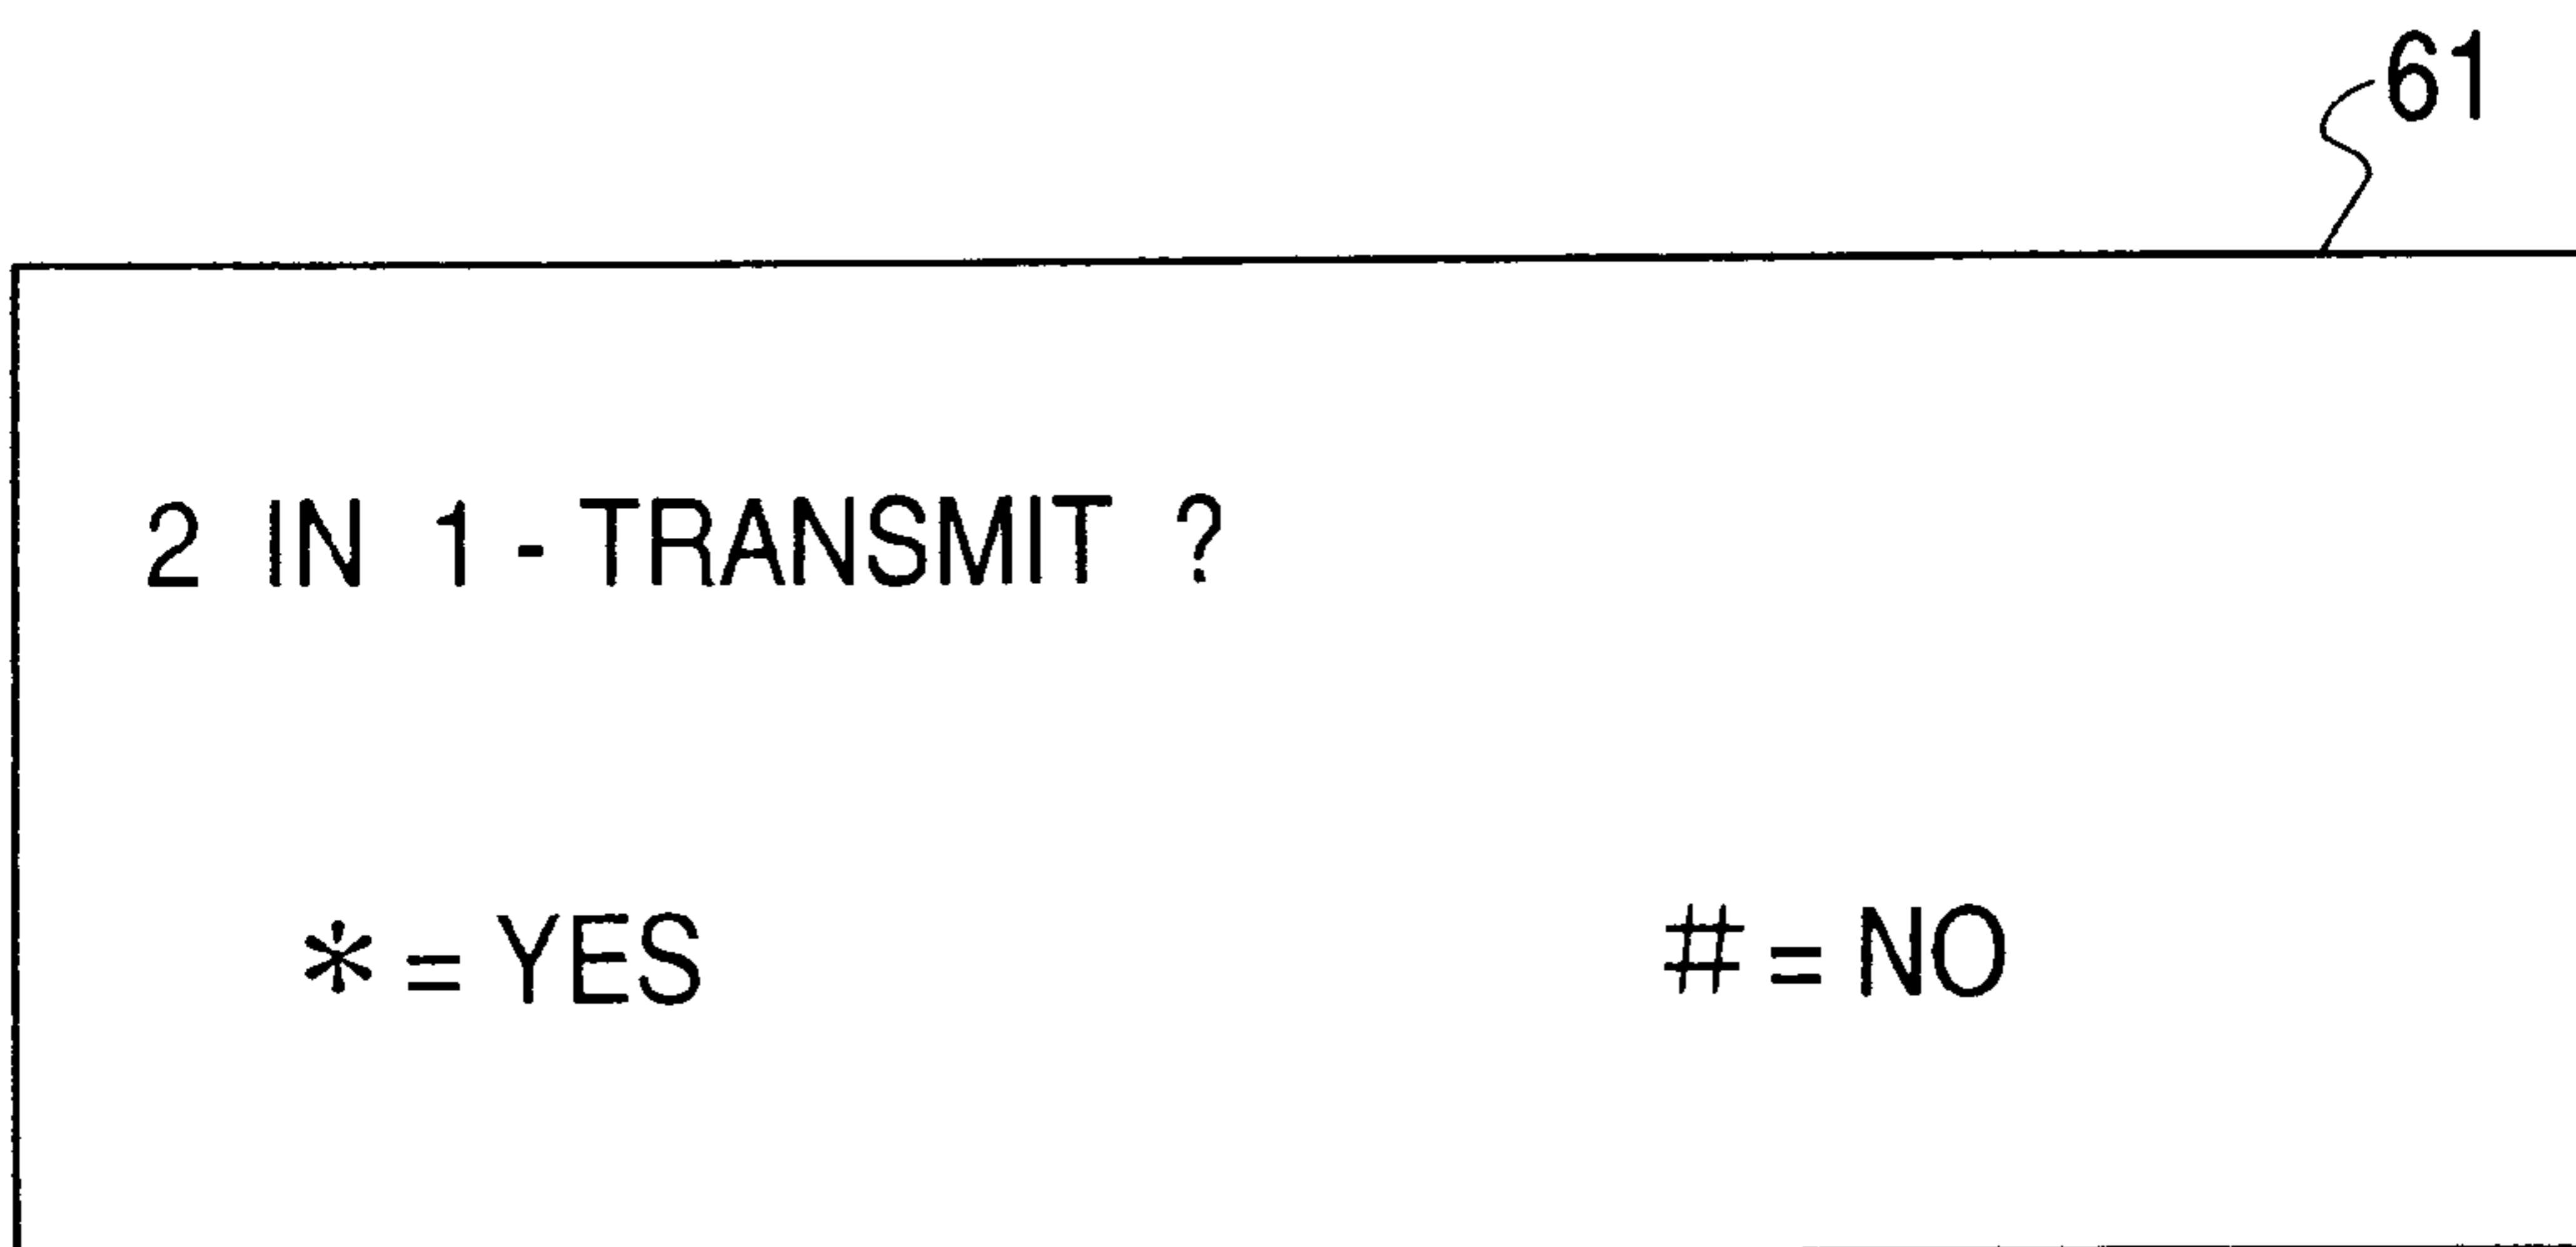 61
2 IN 1 - TRANSMIT ?
* = YES # = NO